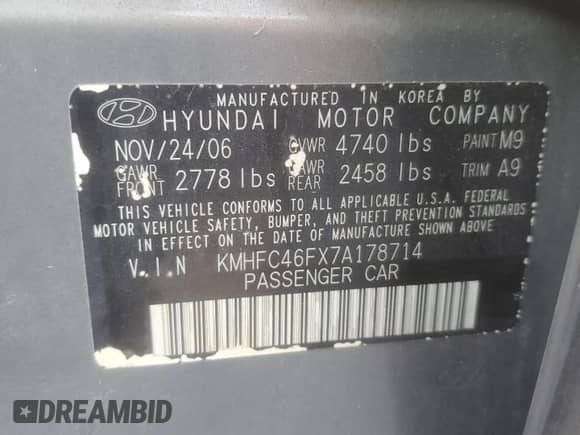 MANUFACTURED IN KOREA BY
HYUNDAI MOTOR COMPANY
NOV/24/06 GVWR 4740 lbs PAINT M9
GAWR FRONT 2778 lbs GAWR REAR 2458 lbs TRIM A9
THIS VEHICLE CONFORMS TO ALL APPLICABLE U.S.A. FEDERAL
MOTOR VEHICLE SAFETY, BUMPER, AND THEFT PREVENTION STANDARDS
IN EFFECT ON THE DATE OF MANUFACTURE SHOWN ABOVE
V.I.N KMHFC46FX7A178714
PASSENGER CAR
DREAMBID